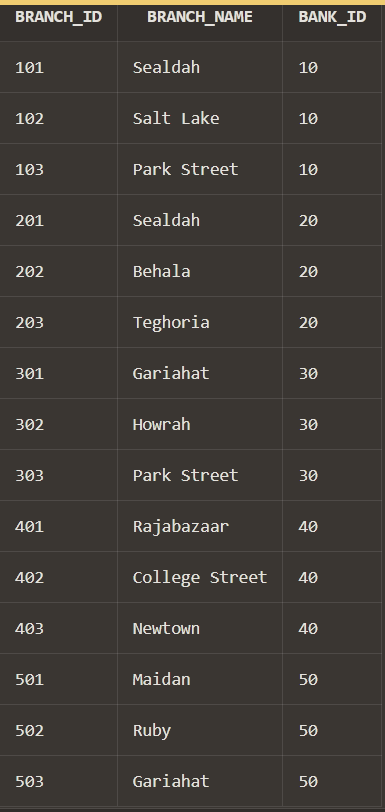 BRANCH_ID BRANCH_NAME BANK_ID
101 Sealdah 10
102 Salt Lake 10
103 Park Street 10
201 Sealdah 20
202 Behala 20
203 Teghoria 20
301 Gariahat 30
302 Howrah 30
303 Park Street 30
401 Rajabazaar 40
402 College Street 40
403 Newtown 40
501 Maidan 50
502 Ruby 50
503 Gariahat 50